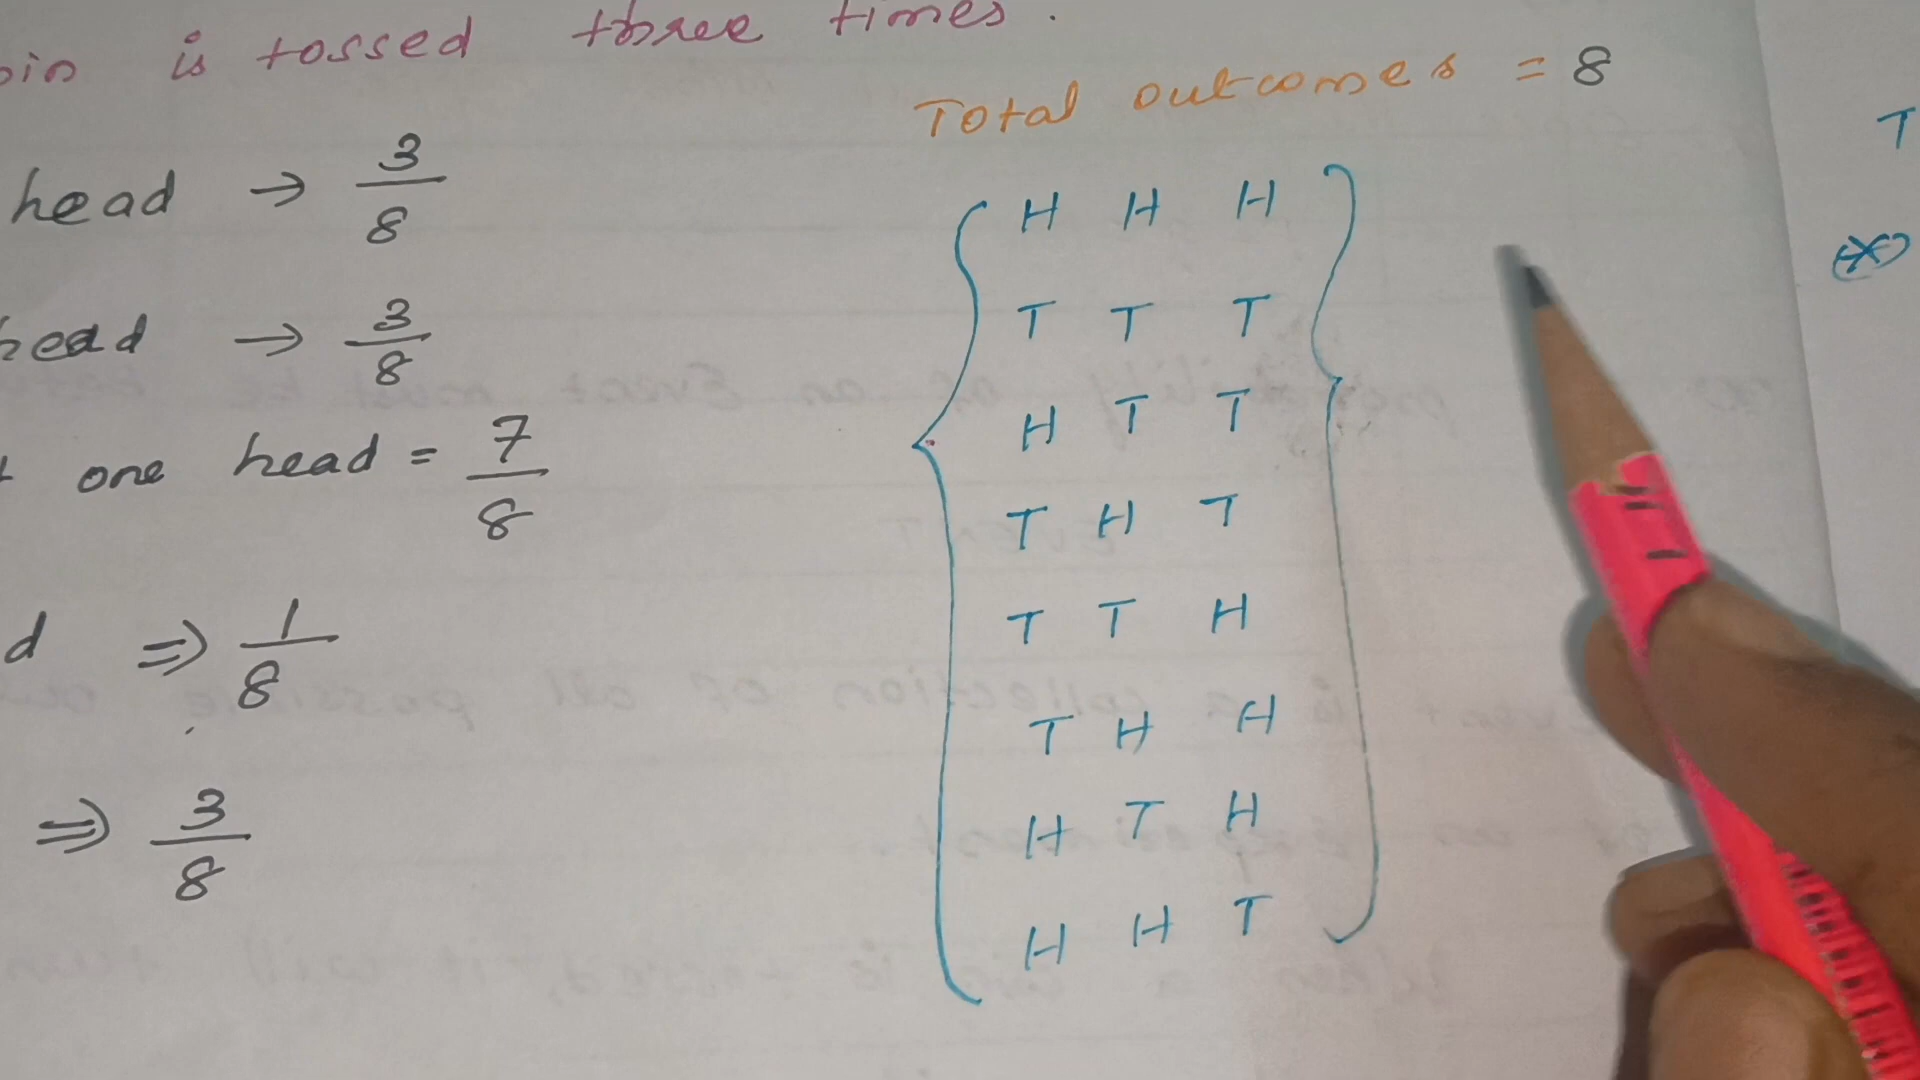 is tossed three times.
Total outcomes = 8
head → 3/8
head → 3/8
one head = 7/8
d ⇒ 1/8
⇒ 3/8
H H H
T T T
H T T
T H T
T T H
T H H
H T H
H H T
T